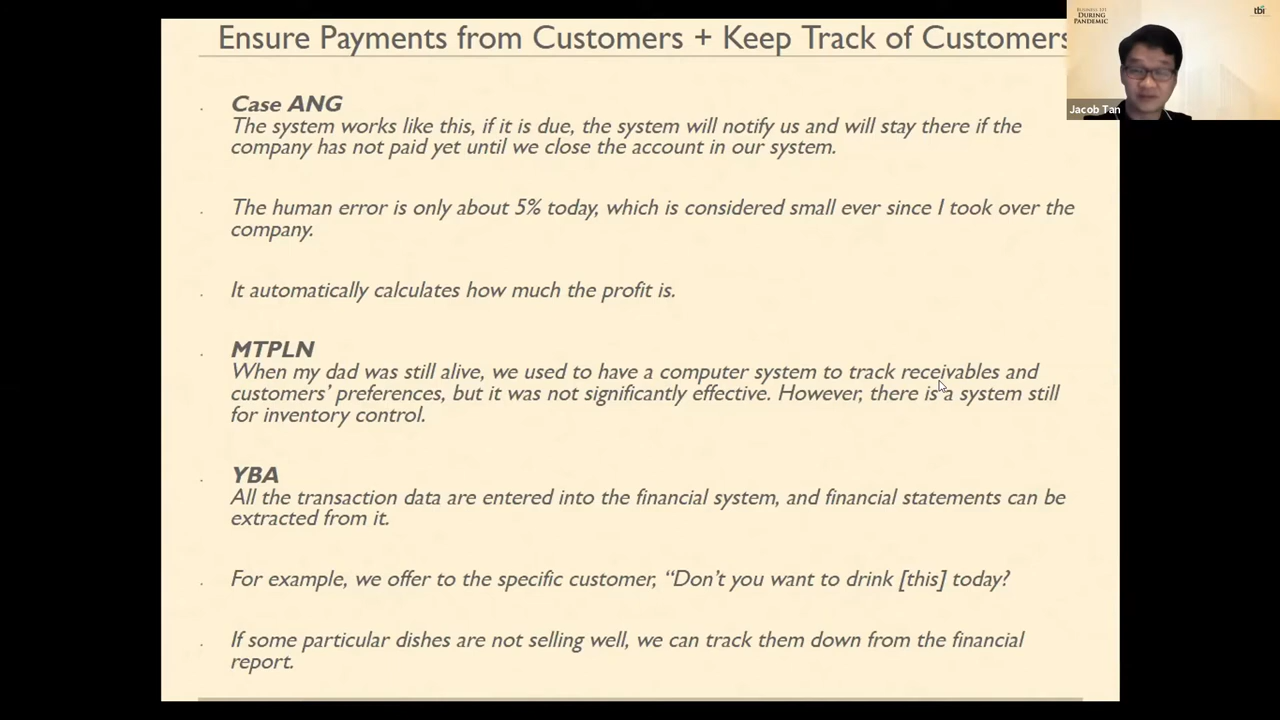 Ensure Payments from Customers + Keep Track of Customers
Case ANG
The system works like this, if it is due, the system will notify us and will stay there if the
company has not paid yet until we close the account in our system.
The human error is only about 5% today, which is considered small ever since I took over the
company.
It automatically calculates how much the profit is.
MTPLN
When my dad was still alive, we used to have a computer system to track receivables and
customers’ preferences, but it was not significantly effective. However, there is a system still
for inventory control.
YBA
All the transaction data are entered into the financial system, and financial statements can be
extracted from it.
For example, we offer to the specific customer, “Don’t you want to drink [this] today?
If some particular dishes are not selling well, we can track them down from the financial
report.
BUSINESS 101
DURING
PANDEMIC
tbi
Jacob Tan